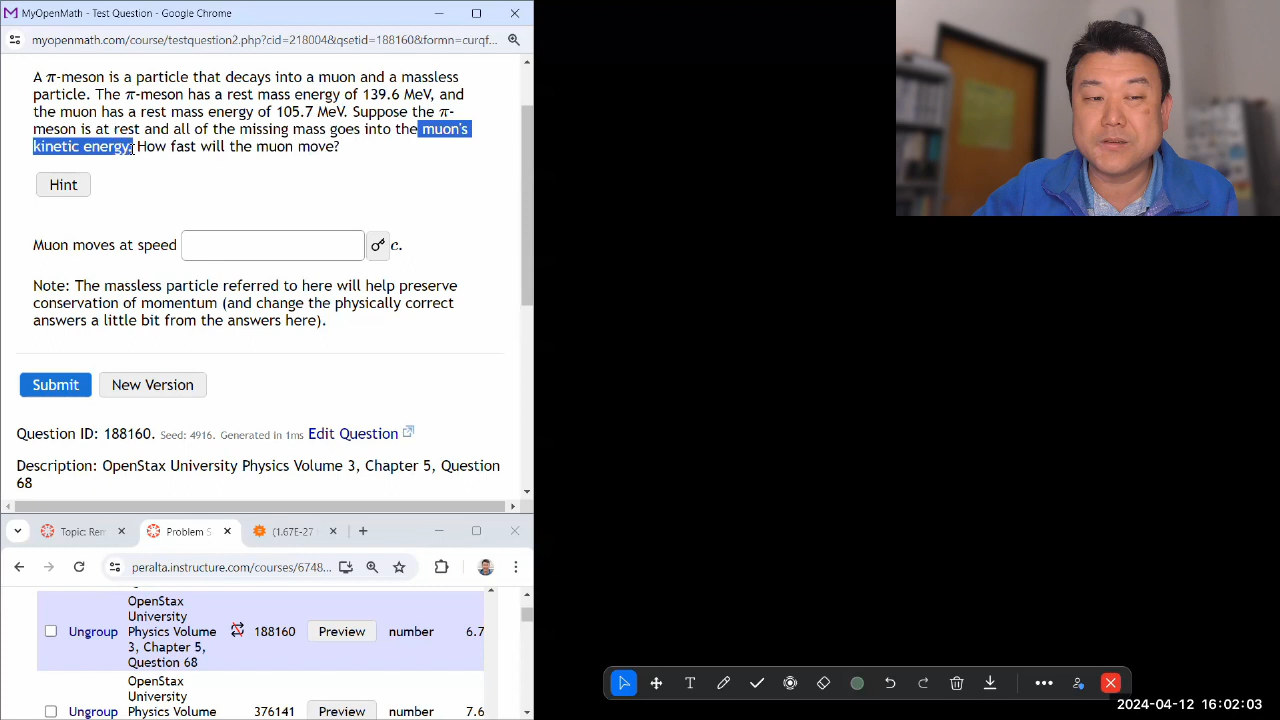 MyOpenMath - Test Question - Google Chrome
myopenmath.com/course/testquestion2.php?cid=218004&qsetid=188160&formn=curqf...
A π-meson is a particle that decays into a muon and a massless
particle. The π-meson has a rest mass energy of 139.6 MeV, and
the muon has a rest mass energy of 105.7 MeV. Suppose the π-
meson is at rest and all of the missing mass goes into the muon's
kinetic energy. How fast will the muon move?
Hint
Muon moves at speed c.
Note: The massless particle referred to here will help preserve
conservation of momentum (and change the physically correct
answers a little bit from the answers here).
Submit New Version
Question ID: 188160. Seed: 4916. Generated in 1ms Edit Question
Description: OpenStax University Physics Volume 3, Chapter 5, Question
68
Topic: Rem Problem S (1.67E-27
peralta.instructure.com/courses/6748...
OpenStax
University
Physics Volume
3, Chapter 5,
Question 68
Ungroup 188160 Preview number 6.7
OpenStax
University
Physics Volume
Ungroup 376141 Preview number 7.6
T
2024-04-12 16:02:03